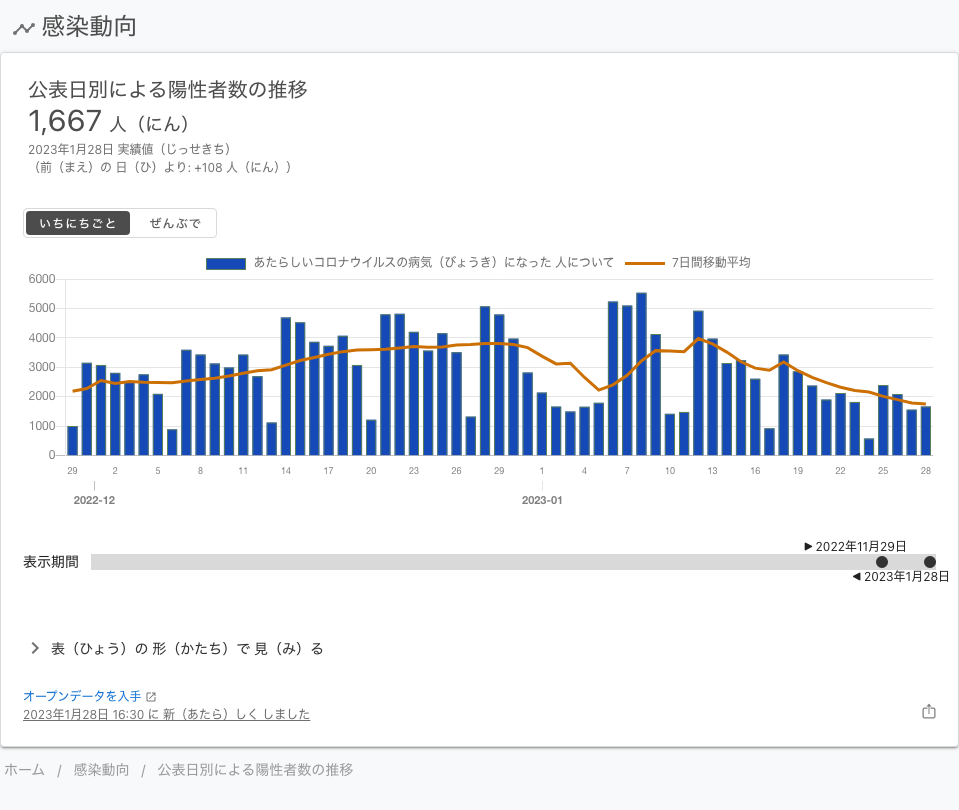 感染動向
公表日別による陽性者数の推移
1,667 人（にん）
2023年1月28日 実績値（じっせきち）
（前（まえ）の 日（ひ）より: +108 人（にん））
いちにちごと ぜんぶで
あたらしいコロナウイルスの病気（びょうき）になった 人について 7日間移動平均
6000
5000
4000
3000
2000
1000
0
29 2 5 8 11 14 17 20 23 26 29 1 4 7 10 13 16 19 22 25 28
2022-12 2023-01
2022年11月29日
表示期間
2023年1月28日
表（ひょう）の 形（かたち）で 見（み）る
オープンデータを入手
2023年1月28日 16:30 に 新（あたら）しく しました
ホーム / 感染動向 / 公表日別による陽性者数の推移